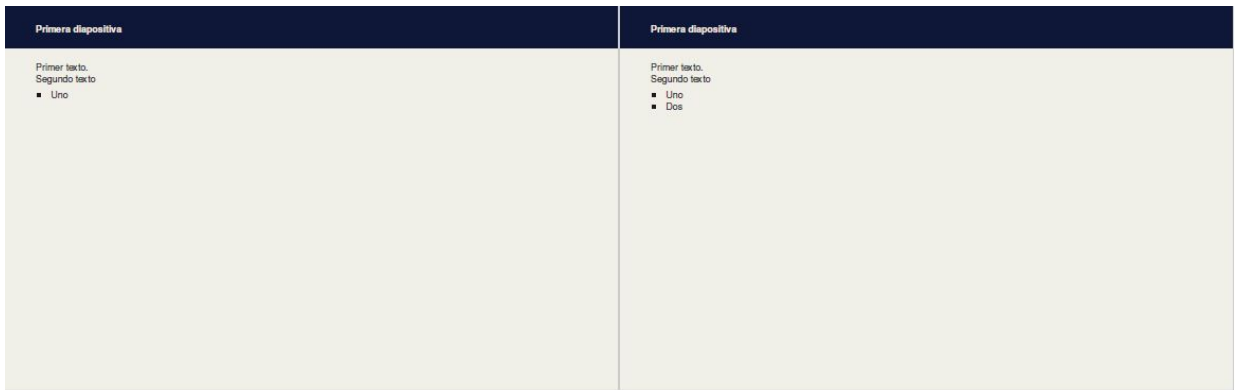 Primera diapositiva
Primer texto.
Segundo texto
▪ Uno
Primera diapositiva
Primer texto.
Segundo texto
▪ Uno
▪ Dos